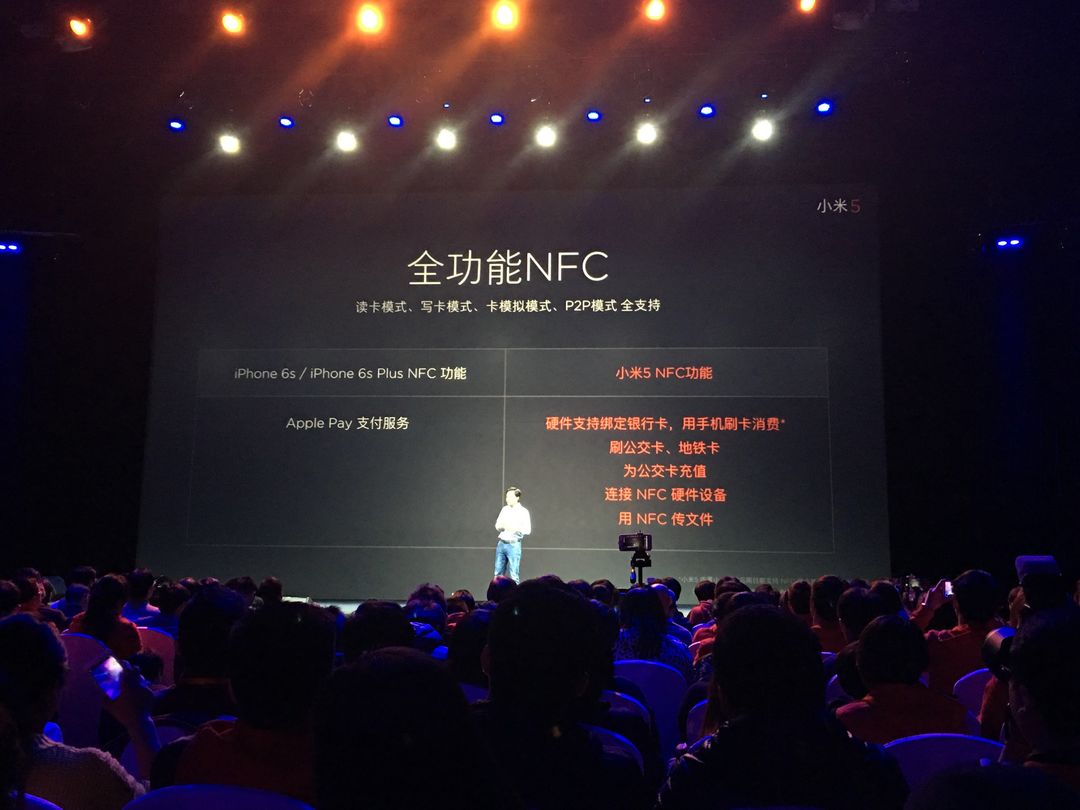 小米5
全功能NFC
读卡模式、写卡模式、卡模拟模式、P2P模式 全支持
iPhone 6s / iPhone 6s Plus NFC 功能
小米5 NFC功能
Apple Pay 支付服务
硬件支持绑定银行卡，用手机刷卡消费*
刷公交卡、地铁卡
为公交卡充值
连接 NFC 硬件设备
用 NFC 传文件